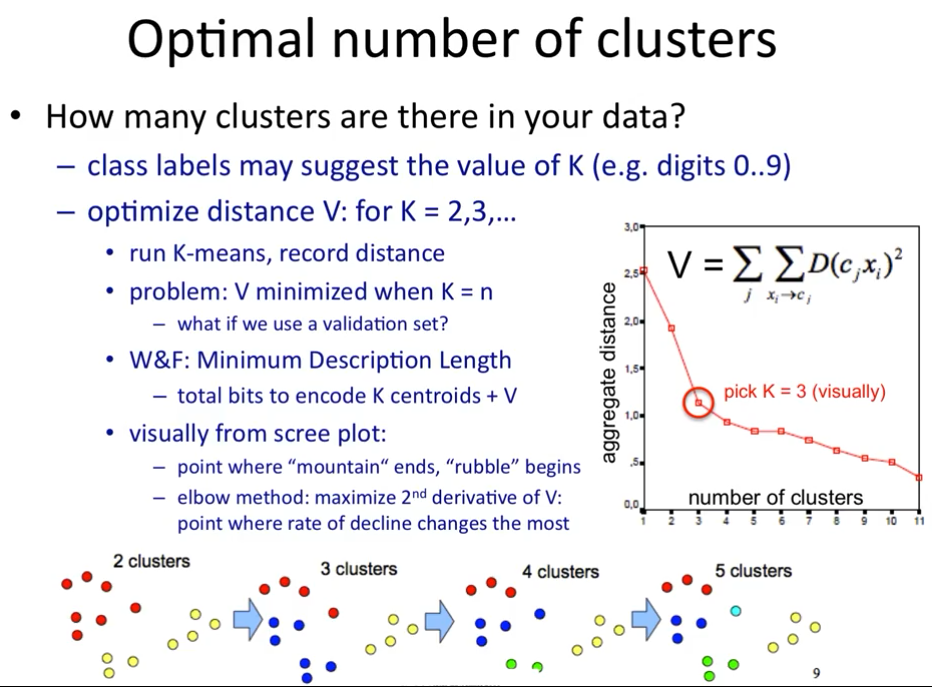 Optimal number of clusters
• How many clusters are there in your data?
– class labels may suggest the value of K (e.g. digits 0..9)
– optimize distance V: for K = 2,3,...
• run K-means, record distance
• problem: V minimized when K = n
– what if we use a validation set?
• W&F: Minimum Description Length
– total bits to encode K centroids + V
• visually from scree plot:
– point where “mountain“ ends, “rubble” begins
– elbow method: maximize 2nd derivative of V:
point where rate of decline changes the most
V = ∑ ∑ D(c_j x_i)²
j x_i→c_j
aggregate distance
3,0
2,5
2,0
1,5
1,0
,5
0,0
pick K = 3 (visually)
number of clusters
1 2 3 4 5 6 7 8 9 10 11
2 clusters
3 clusters
4 clusters
5 clusters
9